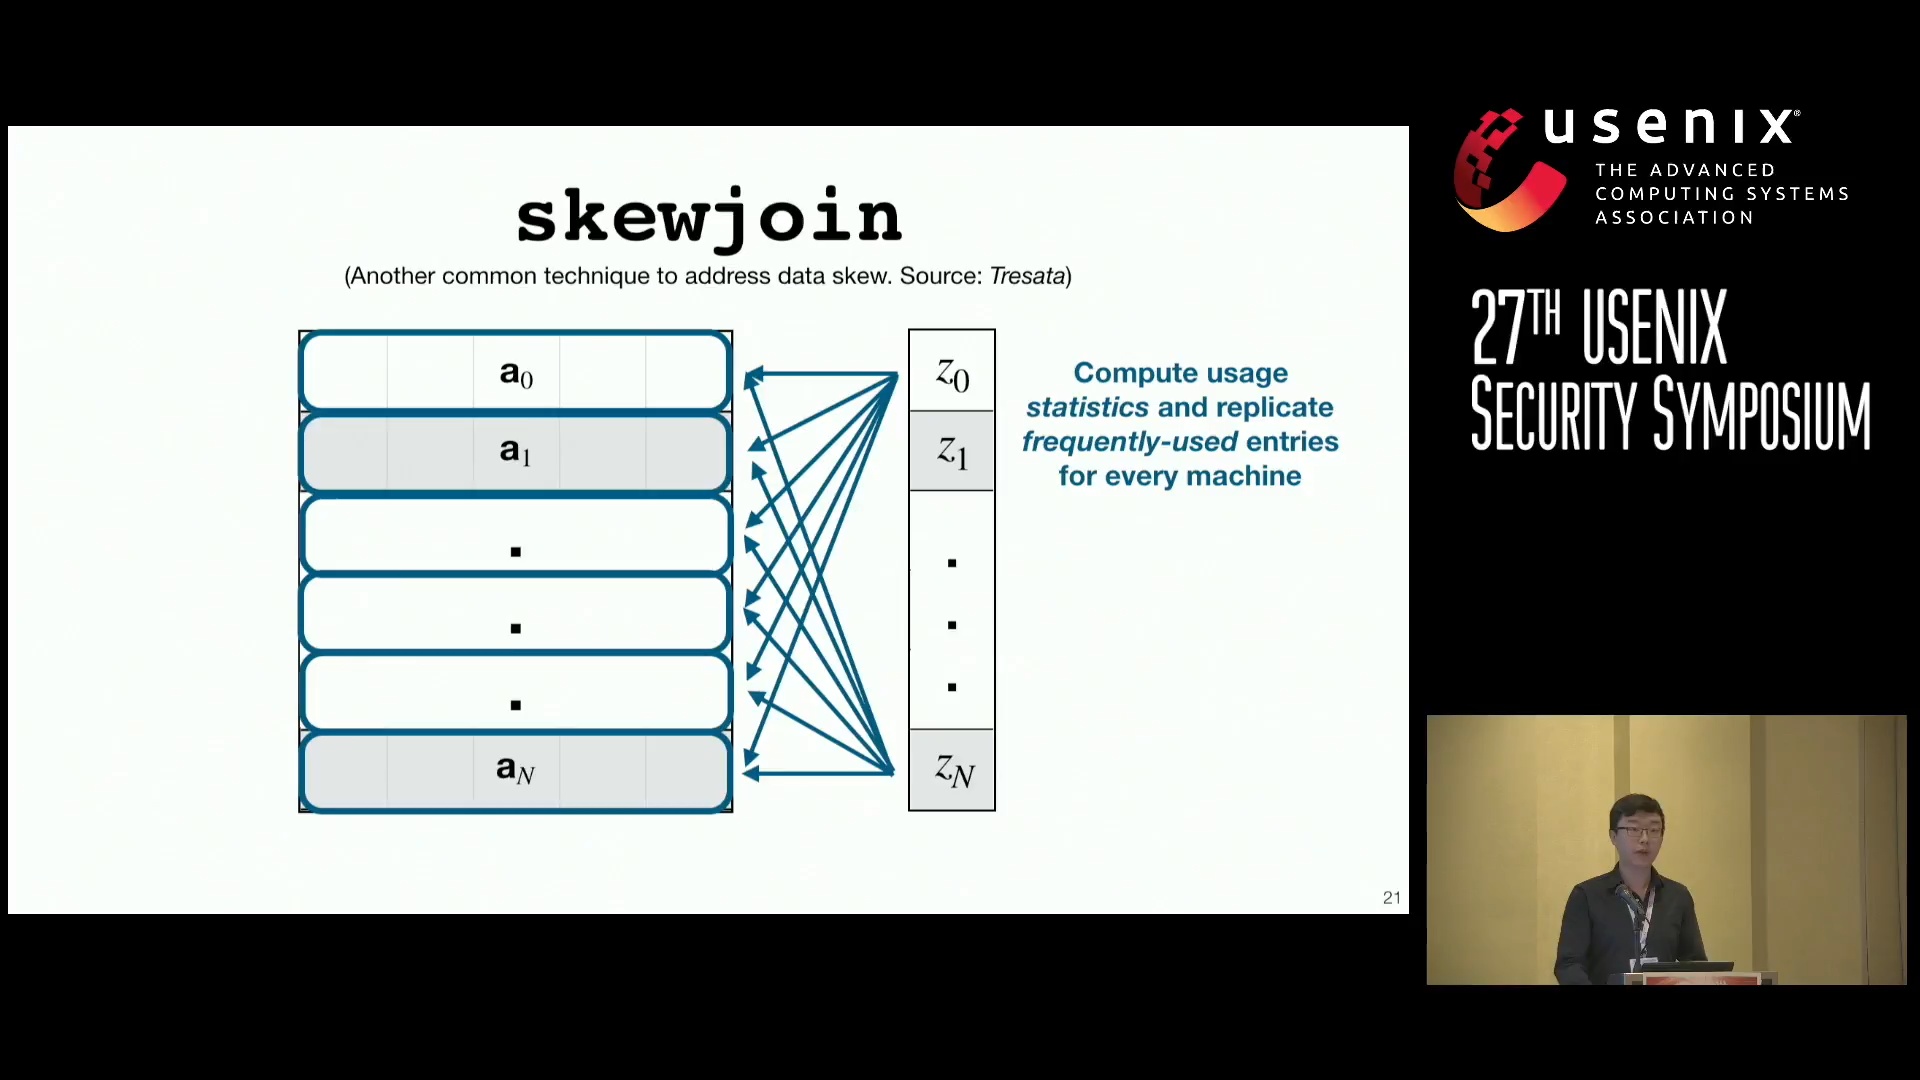 skewjoin
(Another common technique to address data skew. Source: Tresata)
a0
a1
.
.
.
aN
z0
z1
.
.
.
zN
Compute usage
statistics and replicate
frequently-used entries
for every machine
21
usenix®
THE ADVANCED
COMPUTING SYSTEMS
ASSOCIATION
27TH USENIX
SECURITY SYMPOSIUM